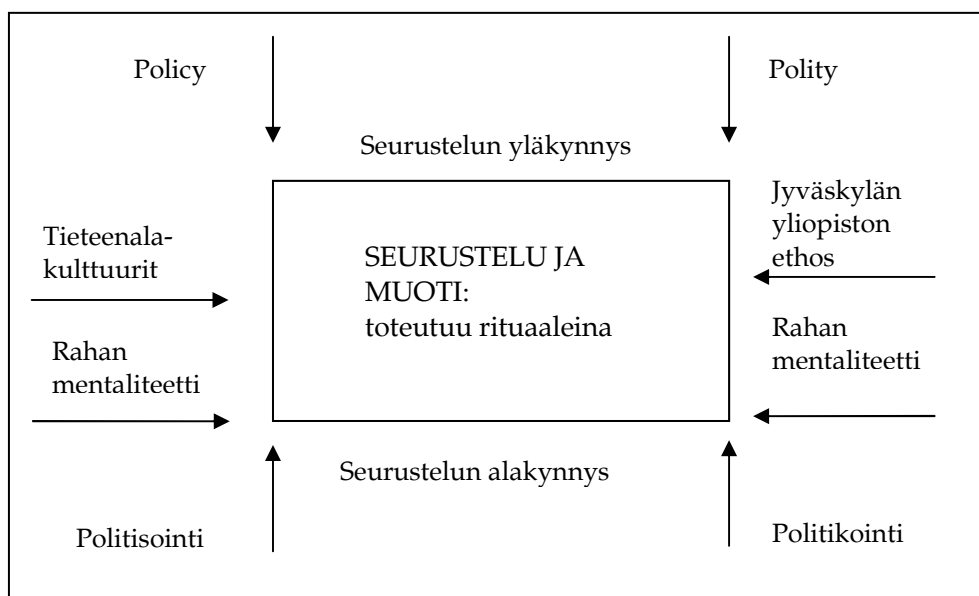 Policy
Polity
Seurustelun yläkynnys
Tieteenala-
kulttuurit
SEURUSTELU JA
MUOTI:
toteutuu rituaaleina
Jyväskylän
yliopiston
ethos
Rahan
mentaliteetti
Rahan
mentaliteetti
Seurustelun alakynnys
Politisointi
Politikointi